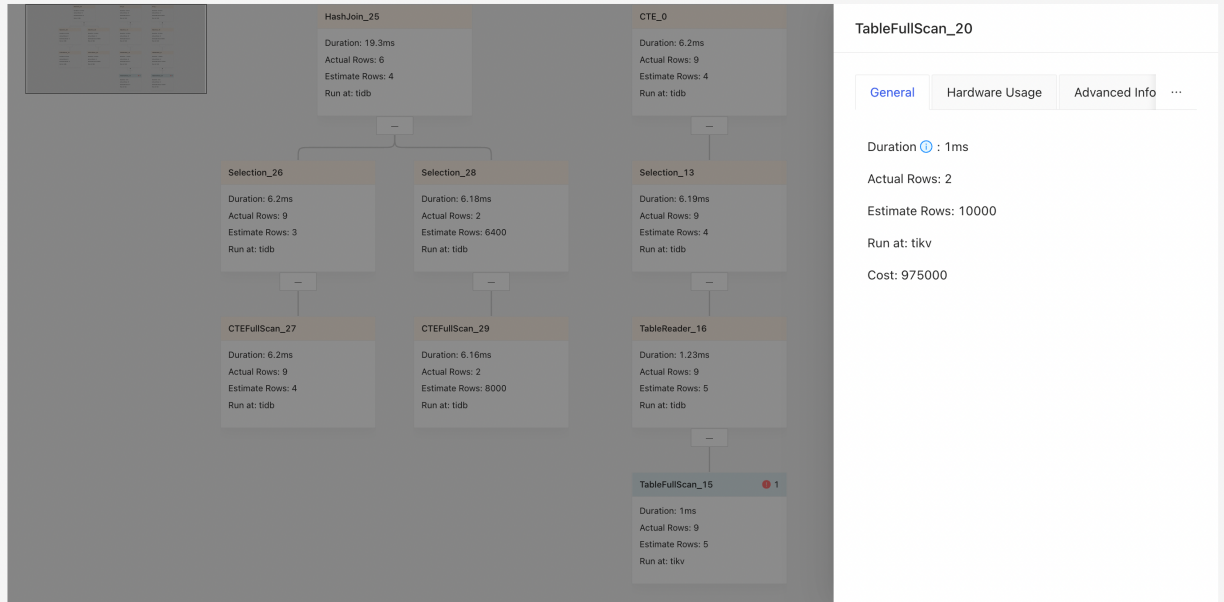 HashJoin_25
Duration: 19.3ms
Actual Rows: 6
Estimate Rows: 4
Run at: tidb
CTE_0
Duration: 6.2ms
Actual Rows: 9
Estimate Rows: 4
Run at: tidb
Selection_26
Duration: 6.2ms
Actual Rows: 9
Estimate Rows: 3
Run at: tidb
Selection_28
Duration: 6.18ms
Actual Rows: 2
Estimate Rows: 6400
Run at: tidb
Selection_13
Duration: 6.19ms
Actual Rows: 9
Estimate Rows: 4
Run at: tidb
CTEFullScan_27
Duration: 6.2ms
Actual Rows: 9
Estimate Rows: 4
Run at: tidb
CTEFullScan_29
Duration: 6.16ms
Actual Rows: 2
Estimate Rows: 8000
Run at: tidb
TableReader_16
Duration: 1.23ms
Actual Rows: 9
Estimate Rows: 5
Run at: tidb
TableFullScan_15 1
Duration: 1ms
Actual Rows: 9
Estimate Rows: 5
Run at: tikv
TableFullScan_20
General Hardware Usage Advanced Info ...
Duration : 1ms
Actual Rows: 2
Estimate Rows: 10000
Run at: tikv
Cost: 975000